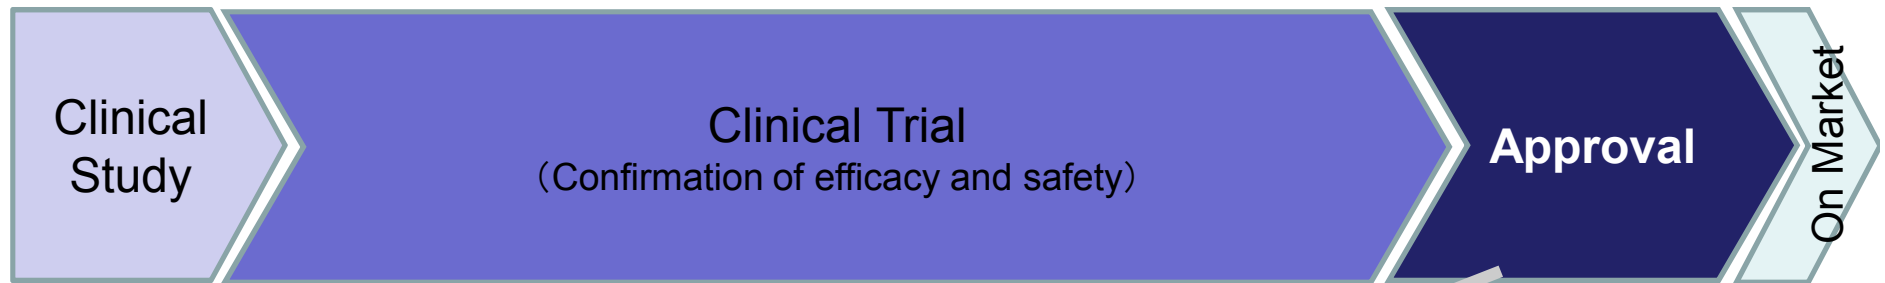 Clinical
Study
Clinical Trial
（Confirmation of efficacy and safety）
Approval
On Market